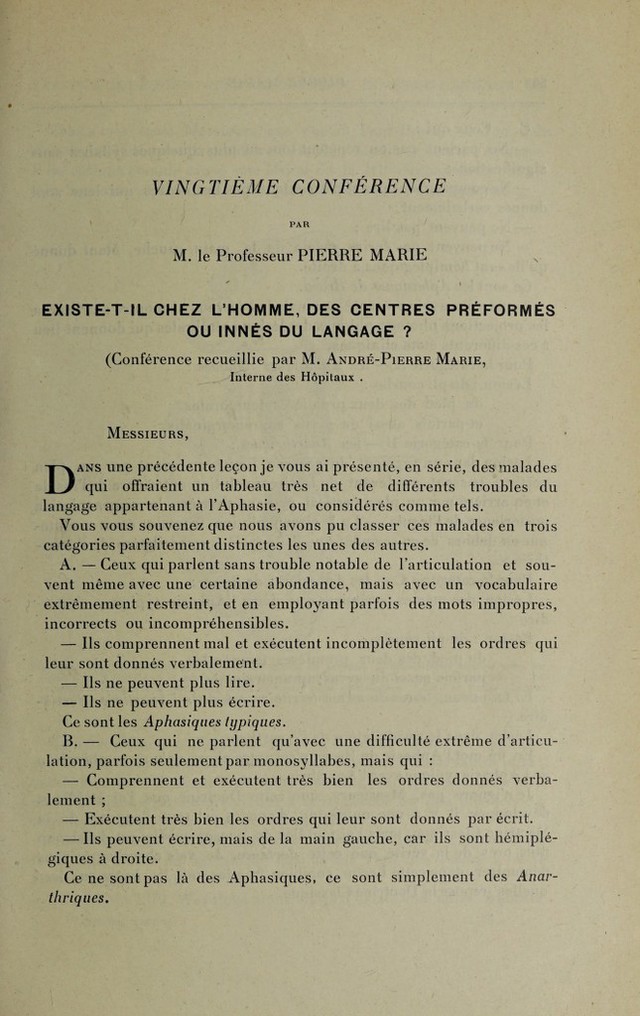 VINGTIÈME CONFÉRENCE
PAR
M. le Professeur PIERRE MARIE
EXISTE-T-IL CHEZ L'HOMME, DES CENTRES PRÉFORMÉS
OU INNÉS DU LANGAGE ?
(Conférence recueillie par M. André-Pierre Marie,
Interne des Hôpitaux .
Messieurs,
Dans une précédente leçon je vous ai présenté, en série, des malades
qui offraient un tableau très net de différents troubles du
langage appartenant à l'Aphasie, ou considérés comme tels.
Vous vous souvenez que nous avons pu classer ces malades en trois
catégories parfaitement distinctes les unes des autres.
A. — Ceux qui parlent sans trouble notable de l'articulation et sou-
vent même avec une certaine abondance, mais avec un vocabulaire
extrêmement restreint, et en employant parfois des mots impropres,
incorrects ou incompréhensibles.
— Ils comprennent mal et exécutent incomplètement les ordres qui
leur sont donnés verbalement.
— Ils ne peuvent plus lire.
— Ils ne peuvent plus écrire.
Ce sont les Aphasiques typiques.
B. — Ceux qui ne parlent qu'avec une difficulté extrême d'articu-
lation, parfois seulement par monosyllabes, mais qui :
— Comprennent et exécutent très bien les ordres donnés verba-
lement ;
— Exécutent très bien les ordres qui leur sont donnés par écrit.
— Ils peuvent écrire, mais de la main gauche, car ils sont hémiplé-
giques à droite.
Ce ne sont pas là des Aphasiques, ce sont simplement des Anar-
thriques.